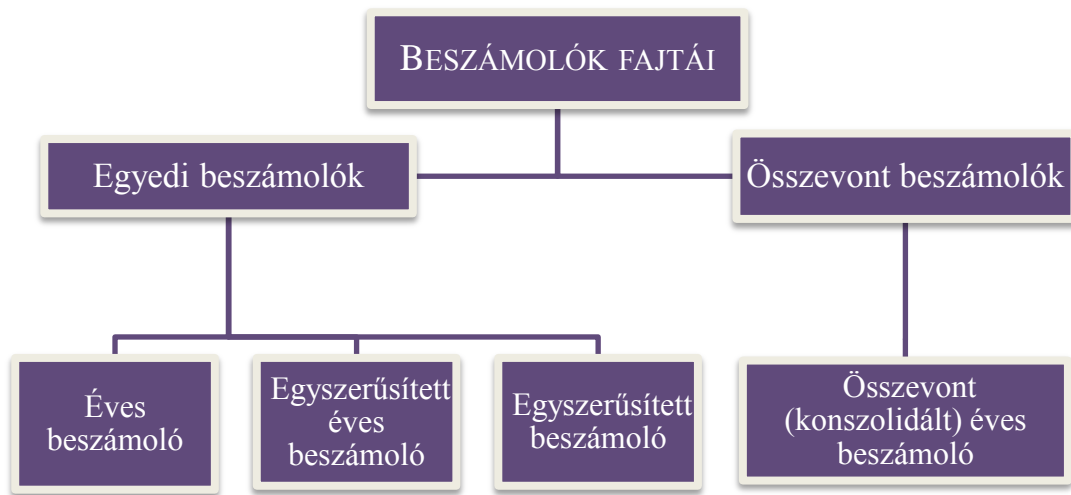 BESZÁMOLÓK FAJTÁI
Egyedi beszámolók
Összevont beszámolók
Éves
beszámoló
Egyszerűsített
éves
beszámoló
Egyszerűsített
beszámoló
Összevont
(konszolidált) éves
beszámoló